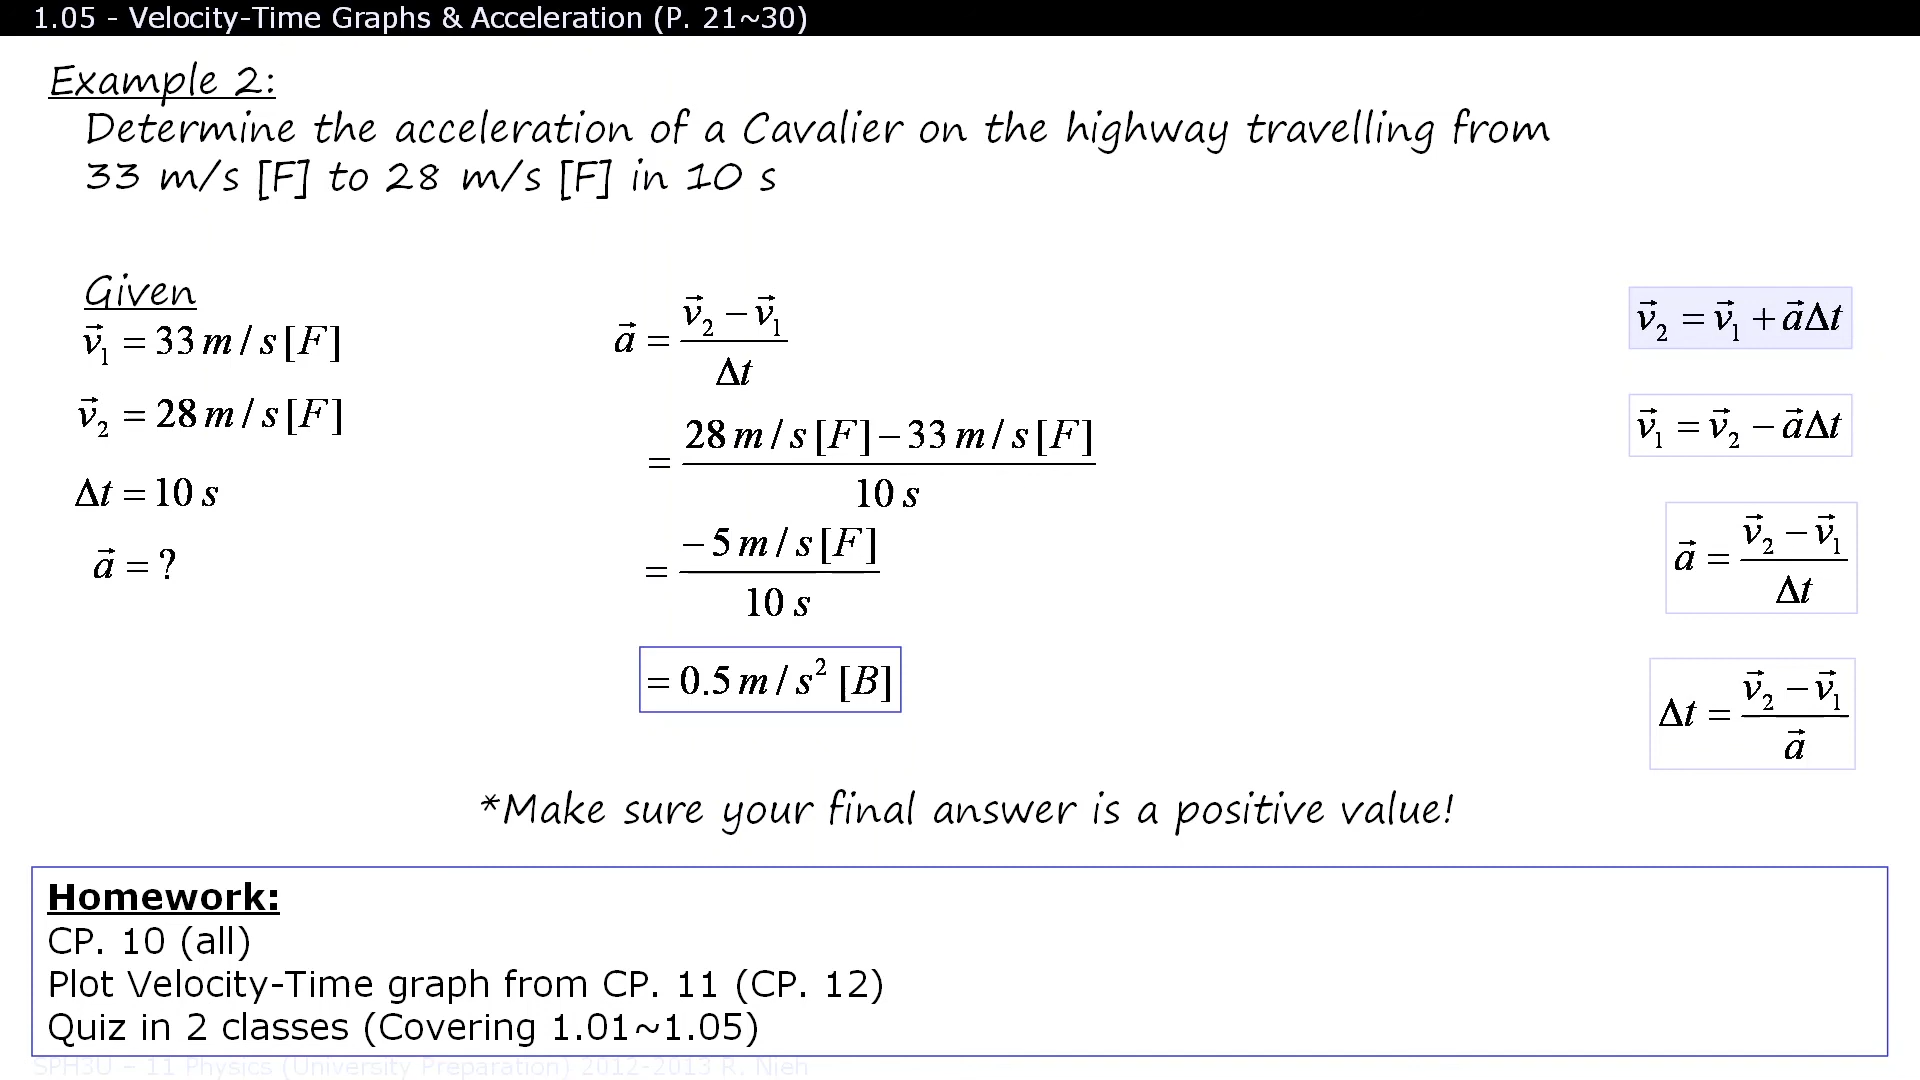 1.05 - Velocity-Time Graphs & Acceleration (P. 21~30)
Example 2:
Determine the acceleration of a Cavalier on the highway travelling from
33 m/s [F] to 28 m/s [F] in 10 s
Given
v⃗₁ = 33 m / s [F]
v⃗₂ = 28 m / s [F]
Δt = 10 s
a⃗ = ?
a⃗ = (v⃗₂ − v⃗₁) / Δt
= (28 m / s [F] − 33 m / s [F]) / 10 s
= (−5 m / s [F]) / 10 s
= 0.5 m / s² [B]
v⃗₂ = v⃗₁ + a⃗Δt
v⃗₁ = v⃗₂ − a⃗Δt
a⃗ = (v⃗₂ − v⃗₁) / Δt
Δt = (v⃗₂ − v⃗₁) / a⃗
*Make sure your final answer is a positive value!
Homework:
CP. 10 (all)
Plot Velocity-Time graph from CP. 11 (CP. 12)
Quiz in 2 classes (Covering 1.01~1.05)
SPH3U – 11 Physics (University Preparation) 2012-2013 R. Nieh